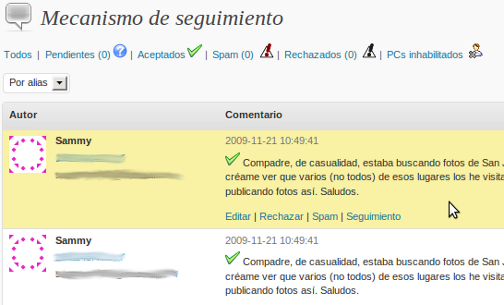 Mecanismo de seguimiento
Todos | Pendientes (0) | Aceptados | Spam (0) | Rechazados (0) | PCs inhabilitados
Por alias
Autor Comentario
Sammy 2009-11-21 10:49:41
Compadre, de casualidad, estaba buscando fotos de San
créame ver que varios (no todos) de esos lugares los he visita
publicando fotos así. Saludos.
Editar | Rechazar | Spam | Seguimiento
Sammy 2009-11-21 10:49:41
Compadre, de casualidad, estaba buscando fotos de San
créame ver que varios (no todos) de esos lugares los he visita
publicando fotos así. Saludos.